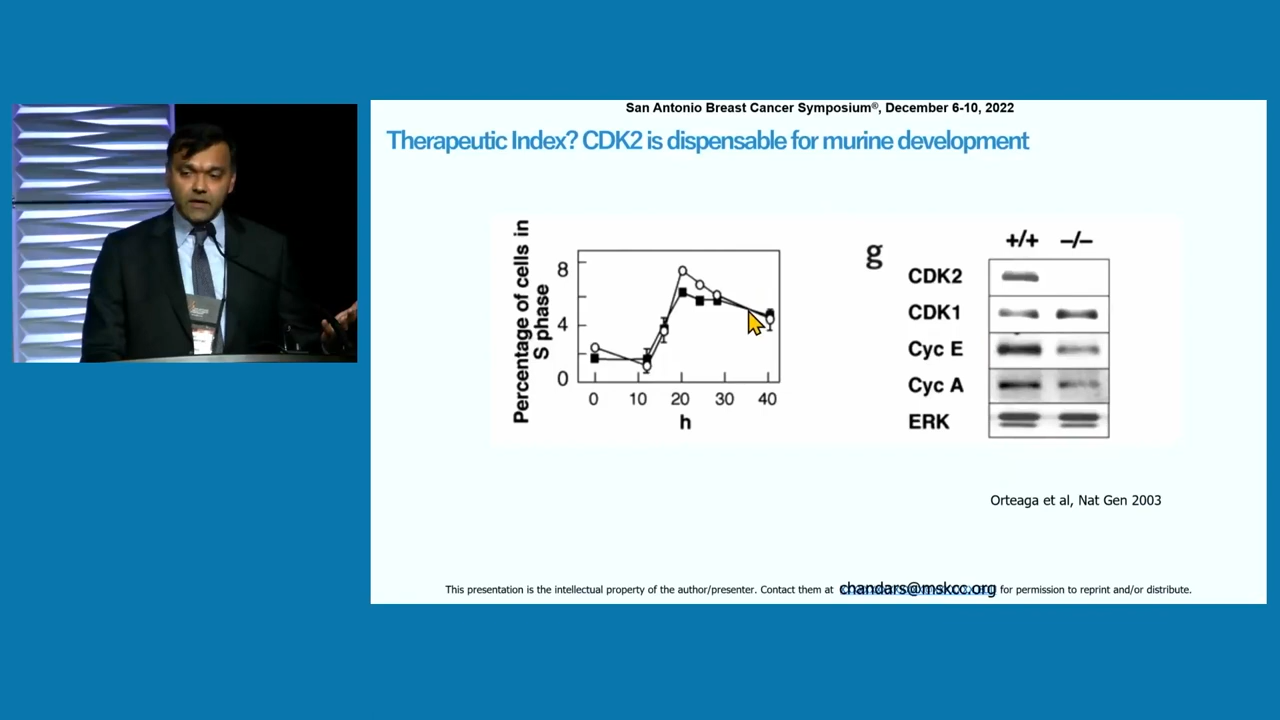 San Antonio Breast Cancer Symposium®, December 6-10, 2022
Therapeutic Index? CDK2 is dispensable for murine development
Percentage of cells in
S phase
8
4
0
0 10 20 30 40
h
g
+/+ –/–
CDK2
CDK1
Cyc E
Cyc A
ERK
Orteaga et al, Nat Gen 2003
This presentation is the intellectual property of the author/presenter. Contact them at chandars@mskcc.org for permission to reprint and/or distribute.